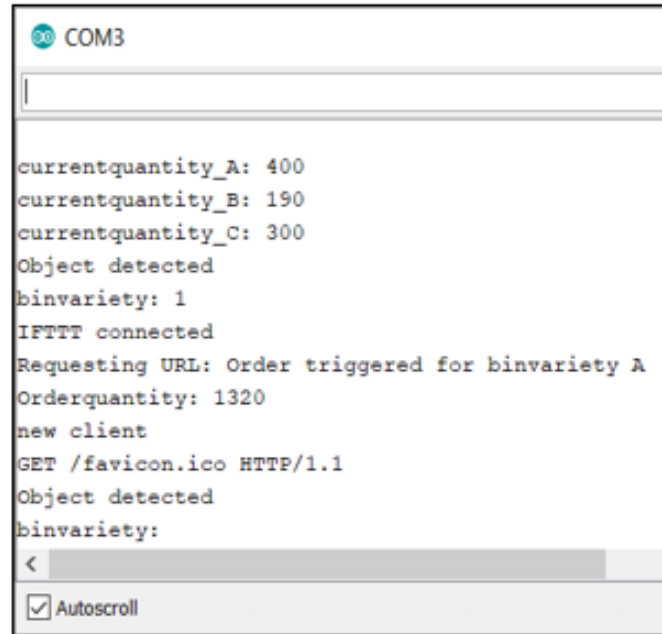 COM3
currentquantity_A: 400
currentquantity_B: 190
currentquantity_C: 300
Object detected
binvariety: 1
IFTTT connected
Requesting URL: Order triggered for binvariety A
Orderquantity: 1320
new client
GET /favicon.ico HTTP/1.1
Object detected
binvariety:
Autoscroll